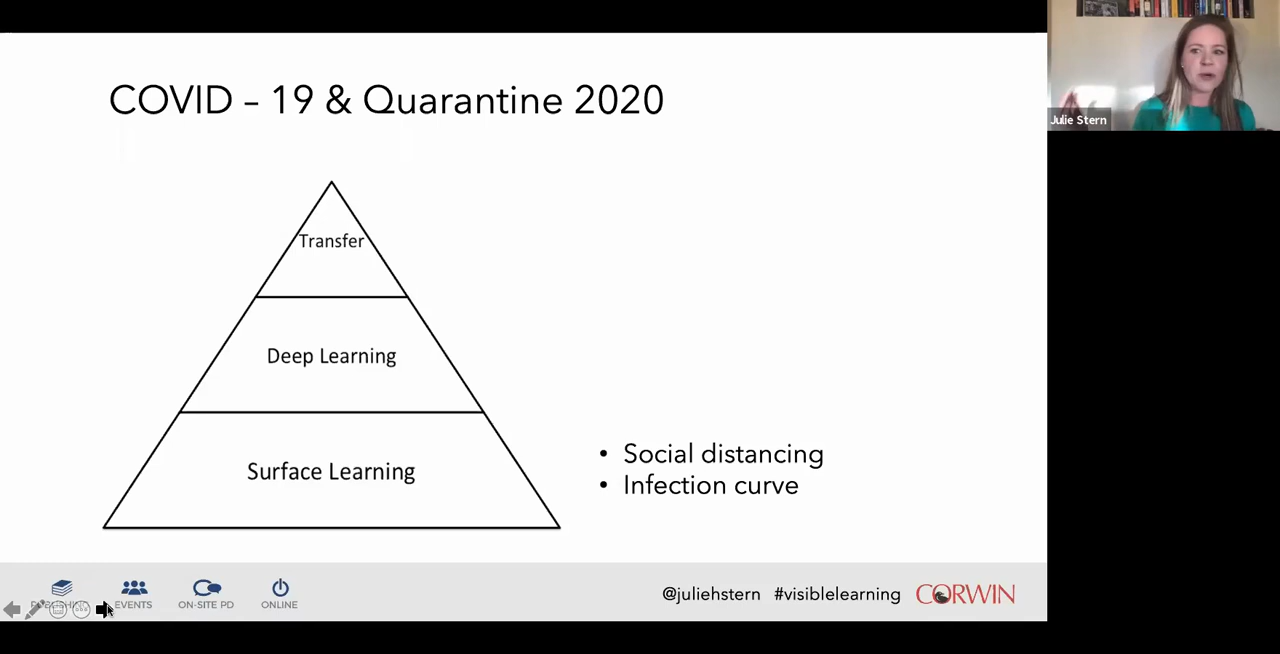 COVID – 19 & Quarantine 2020
Julie Stern
Transfer
Deep Learning
Surface Learning
• Social distancing
• Infection curve
PUBLISHING EVENTS ON-SITE PD ONLINE
@juliehstern #visiblelearning CORWIN